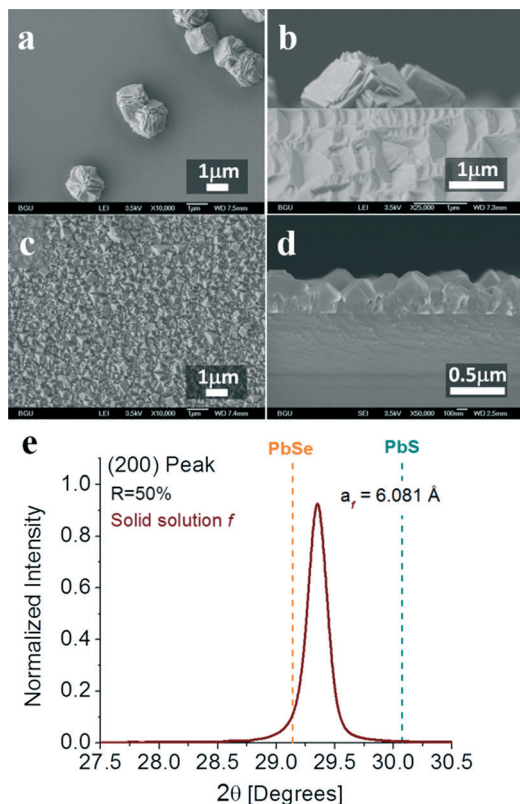 a
1μm
BGU LEI 3.5kV X10,000 1μm WD 7.5mm
b
1μm
BGU LEI 3.5kV X25,000 1μm WD 7.3mm
c
1μm
BGU LEI 3.5kV X10,000 1μm WD 7.4mm
d
0.5μm
BGU SEI 3.5kV X50,000 100nm WD 2.5mm
e
PbSe PbS
(200) Peak
R=50%
Solid solution f
a_f = 6.081 Å
Normalized Intensity
1.0
0.8
0.6
0.4
0.2
0.0
27.5 28.0 28.5 29.0 29.5 30.0 30.5
2θ [Degrees]